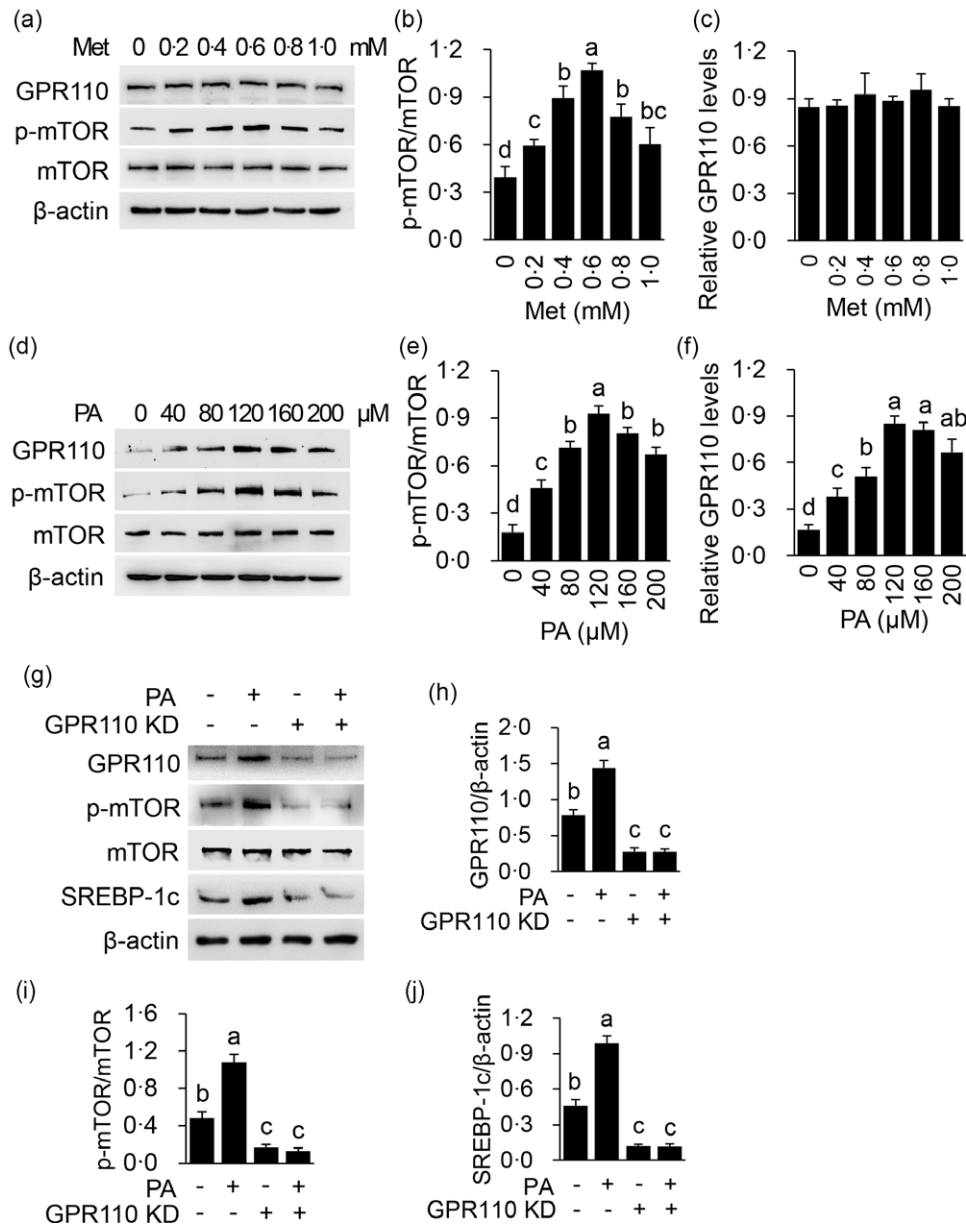 (a)
Met 0 0·2 0·4 0·6 0·8 1·0 mM
GPR110
p-mTOR
mTOR
β-actin
(b)
p-mTOR/mTOR
1·2
0·9
0·6
0·3
0·0
d c b a b bc
0 0·2 0·4 0·6 0·8 1·0
Met (mM)
(c)
Relative GPR110 levels
1·2
0·9
0·6
0·3
0·0
0 0·2 0·4 0·6 0·8 1·0
Met (mM)
(d)
PA 0 40 80 120 160 200 µM
GPR110
p-mTOR
mTOR
β-actin
(e)
p-mTOR/mTOR
1·2
0·9
0·6
0·3
0·0
d c b a b b
0 40 80 120 160 200
PA (µM)
(f)
Relative GPR110 levels
1·2
0·9
0·6
0·3
0·0
d c b a a ab
0 40 80 120 160 200
PA (µM)
(g)
PA - + - +
GPR110 KD - - + +
GPR110
p-mTOR
mTOR
SREBP-1c
β-actin
(h)
GPR110/β-actin
2·0
1·5
1·0
0·5
0·0
b a c c
PA - + - +
GPR110 KD - - + +
(i)
p-mTOR/mTOR
1·6
1·2
0·8
0·4
0·0
b a c c
PA - + - +
GPR110 KD - - + +
(j)
SREBP-1c/β-actin
1·2
0·9
0·6
0·3
0·0
b a c c
PA - + - +
GPR110 KD - - + +